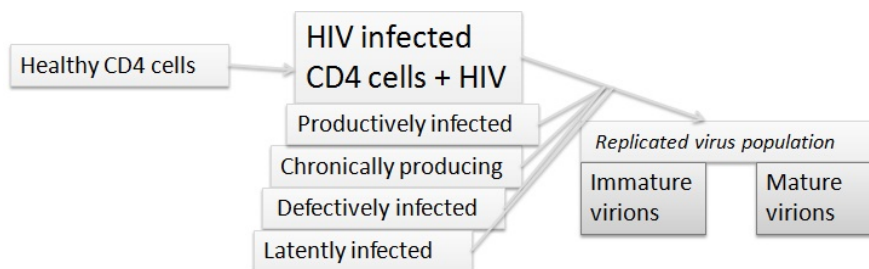 Healthy CD4 cells
HIV infected
CD4 cells + HIV
Productively infected
Chronically producing
Defectively infected
Latently infected
Replicated virus population
Immature
virions
Mature
virions